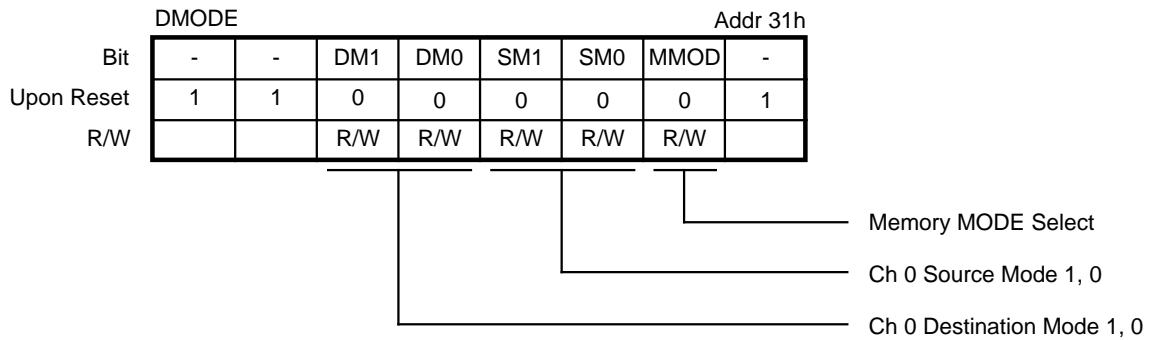 DMODE Addr 31h
Bit - - DM1 DM0 SM1 SM0 MMOD -
Upon Reset 1 1 0 0 0 0 0 1
R/W R/W R/W R/W R/W R/W
Memory MODE Select
Ch 0 Source Mode 1, 0
Ch 0 Destination Mode 1, 0